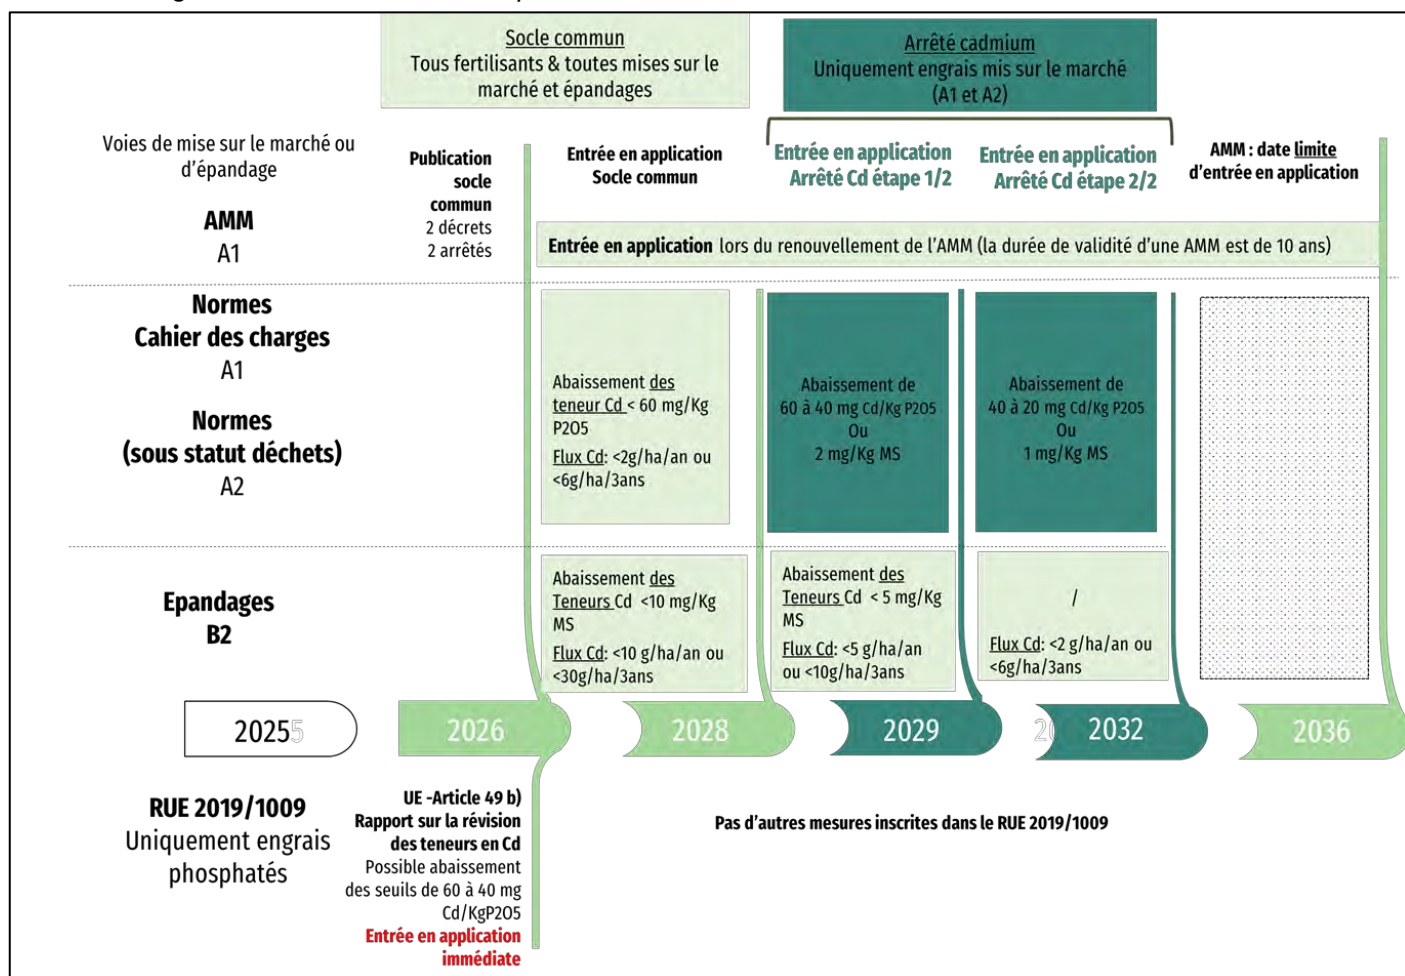 Socle commun
Tous fertilisants & toutes mises sur le
marché et épandages
Arrêté cadmium
Uniquement engrais mis sur le marché
(A1 et A2)
Voies de mise sur le marché ou
d'épandage
Publication
socle
commun
2 décrets
2 arrêtés
Entrée en application
Socle commun
Entrée en application
Arrêté Cd étape 1/2
Entrée en application
Arrêté Cd étape 2/2
AMM : date limite
d'entrée en application
AMM
A1
Entrée en application lors du renouvellement de l'AMM (la durée de validité d'une AMM est de 10 ans)
Normes
Cahier des charges
A1
Normes
(sous statut déchets)
A2
Abaissement des
teneur Cd < 60 mg/Kg
P2O5
Flux Cd: <2g/ha/an ou
<6g/ha/3ans
Abaissement de
60 à 40 mg Cd/Kg P2O5
Ou
2 mg/Kg MS
Abaissement de
40 à 20 mg Cd/Kg P2O5
Ou
1 mg/Kg MS
Epandages
B2
Abaissement des
Teneurs Cd <10 mg/Kg
MS
Flux Cd: <10 g/ha/an ou
<30g/ha/3ans
Abaissement des
Teneurs Cd < 5 mg/Kg
MS
Flux Cd: <5 g/ha/an
ou <10g/ha/3ans
/
Flux Cd: <2 g/ha/an ou
<6g/ha/3ans
2025
2026
2028
2029
2032
2036
RUE 2019/1009
Uniquement engrais
phosphatés
UE -Article 49 b)
Rapport sur la révision
des teneurs en Cd
Possible abaissement
des seuils de 60 à 40 mg
Cd/KgP2O5
Entrée en application
immédiate
Pas d'autres mesures inscrites dans le RUE 2019/1009